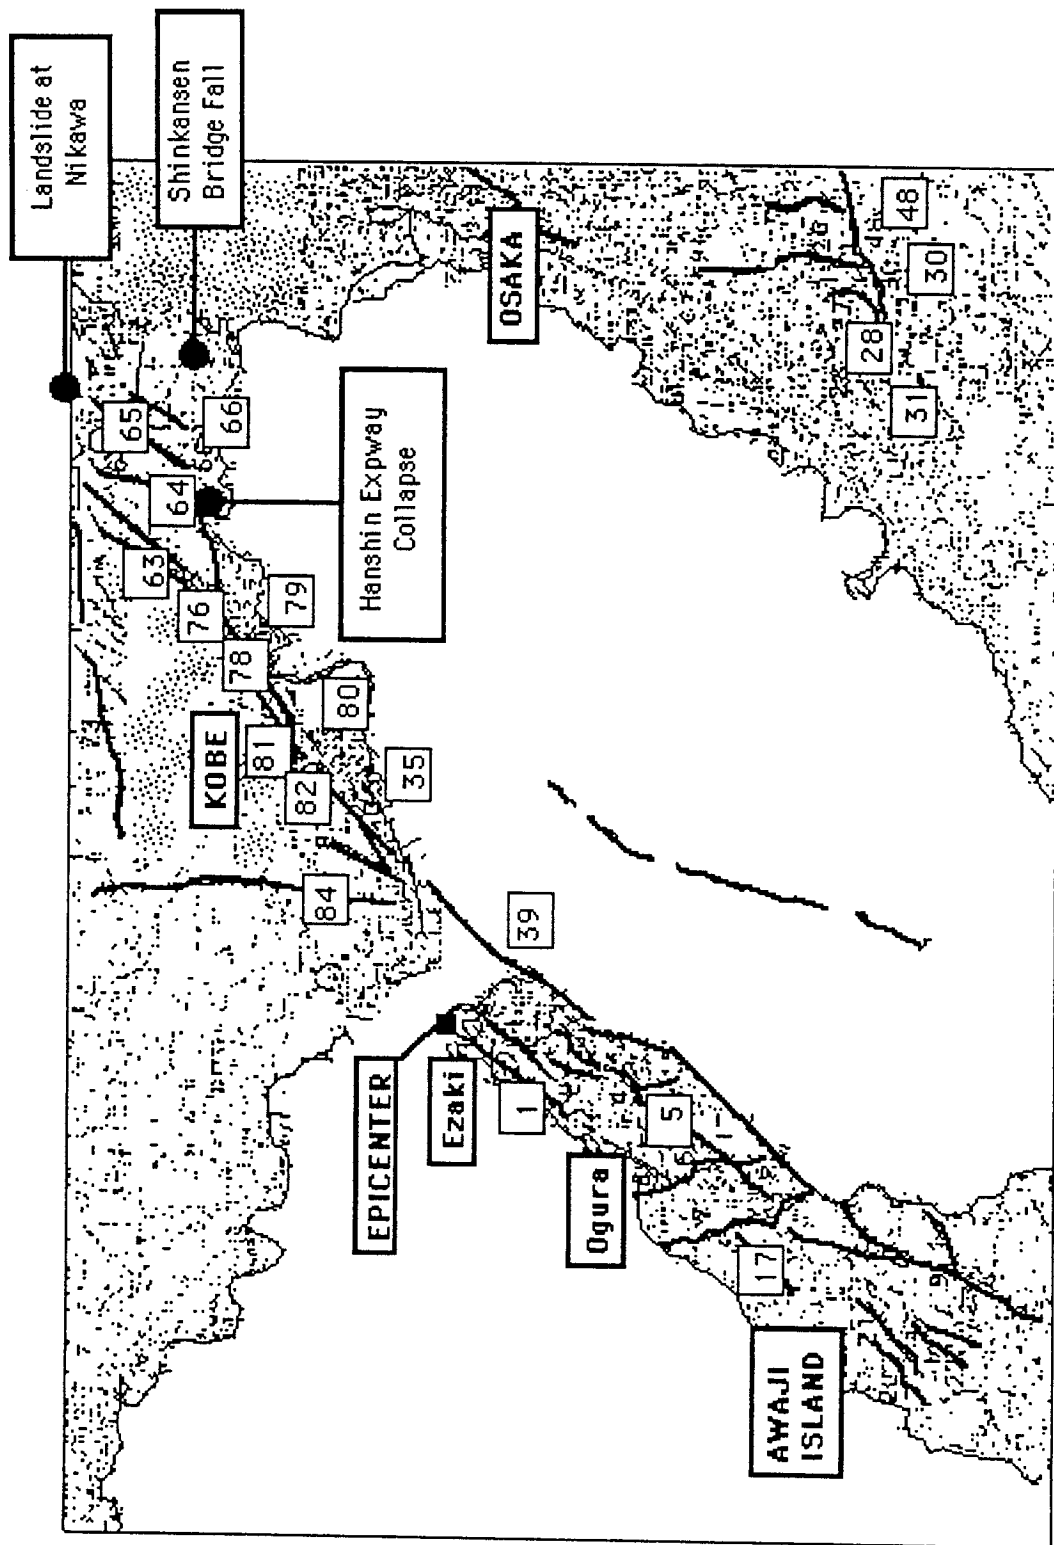 Landslide at
Nikawa
Shinkansen
Bridge Fall
65
66
64
63
Hanshin Expway
Collapse
76
79
78
80
KOBE
81
82
35
84
OSAKA
48
30
28
31
39
EPICENTER
Ezaki
1
5
Ogura
17
AWAJI
ISLAND